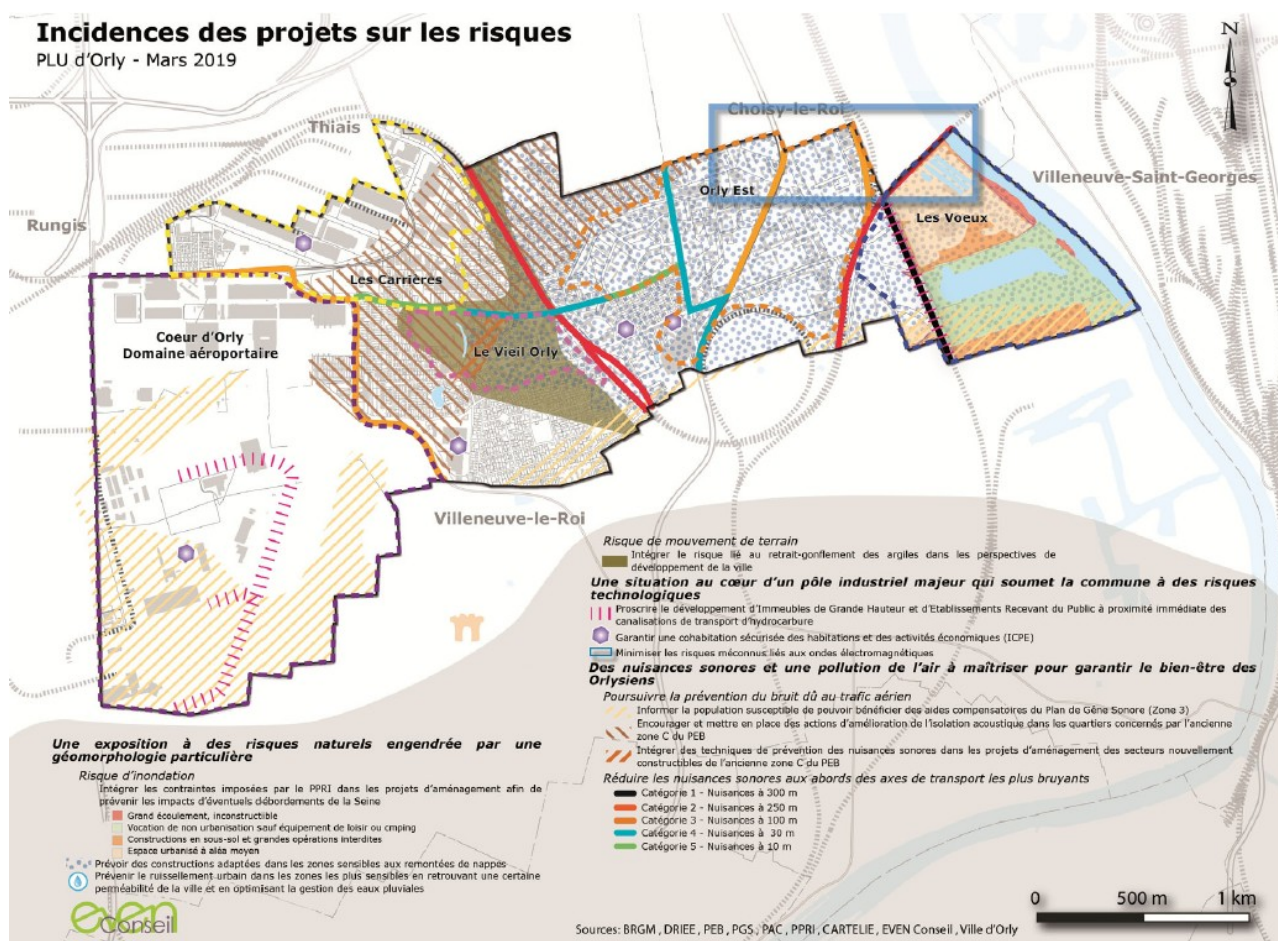 Incidences des projets sur les risques
PLU d'Orly - Mars 2019
N
Choisy-le-Roi
Thiais
Villeneuve-Saint-Georges
Orly Est
Les Voeux
Rungis
Les Carrières
Coeur d'Orly
Domaine aéroportaire
Le Vieil Orly
Villeneuve-le-Roi
Risque de mouvement de terrain
Intégrer le risque lié au retrait-gonflement des argiles dans les perspectives de
développement de la ville
Une situation au cœur d'un pôle industriel majeur qui soumet la commune à des risques
technologiques
Proscrire le développement d'Immeubles de Grande Hauteur et d'Etablissements Recevant du Public à proximité immédiate des
canalisations de transport d'hydrocarbure
Garantir une cohabitation sécurisée des habitations et des activités économiques (ICPE)
Minimiser les risques méconnus liés aux ondes électromagnétiques
Des nuisances sonores et une pollution de l'air à maîtriser pour garantir le bien-être des
Orlysiens
Poursuivre la prévention du bruit dû au trafic aérien
Informer la population susceptible de pouvoir bénéficier des aides compensatoires du Plan de Gêne Sonore (Zone 3)
Encourager et mettre en place des actions d'amélioration de l'isolation acoustique dans les quartiers concernés par l'ancienne
zone C du PEB
Intégrer des techniques de prévention des nuisances sonores dans les projets d'aménagement des secteurs nouvellement
constructibles de l'ancienne zone C du PEB
Réduire les nuisances sonores aux abords des axes de transport les plus bruyants
Catégorie 1 - Nuisances à 300 m
Catégorie 2 - Nuisances à 250 m
Catégorie 3 - Nuisances à 100 m
Catégorie 4 - Nuisances à 30 m
Catégorie 5 - Nuisances à 10 m
Une exposition à des risques naturels engendrée par une
géomorphologie particulière
Risque d'inondation
Intégrer les contraintes imposées par le PPRI dans les projets d'aménagement afin de
prévenir les impacts d'éventuels débordements de la Seine
Grand écoulement, inconstructible
Vocation de non urbanisation sauf équipement de loisir ou cmping
Constructions en sous-sol et grandes opérations interdites
Espace urbanisé à aléa moyen
Prévoir des constructions adaptées dans les zones sensibles aux remontées de nappes
Prévenir le ruissellement urbain dans les zones les plus sensibles en retrouvant une certaine
perméabilité de la ville et en optimisant la gestion des eaux pluviales
even
Conseil
0 500 m 1 km
Sources: BRGM , DRIEE , PEB , PGS , PAC , PPRI , CARTELIE , EVEN Conseil , Ville d'Orly